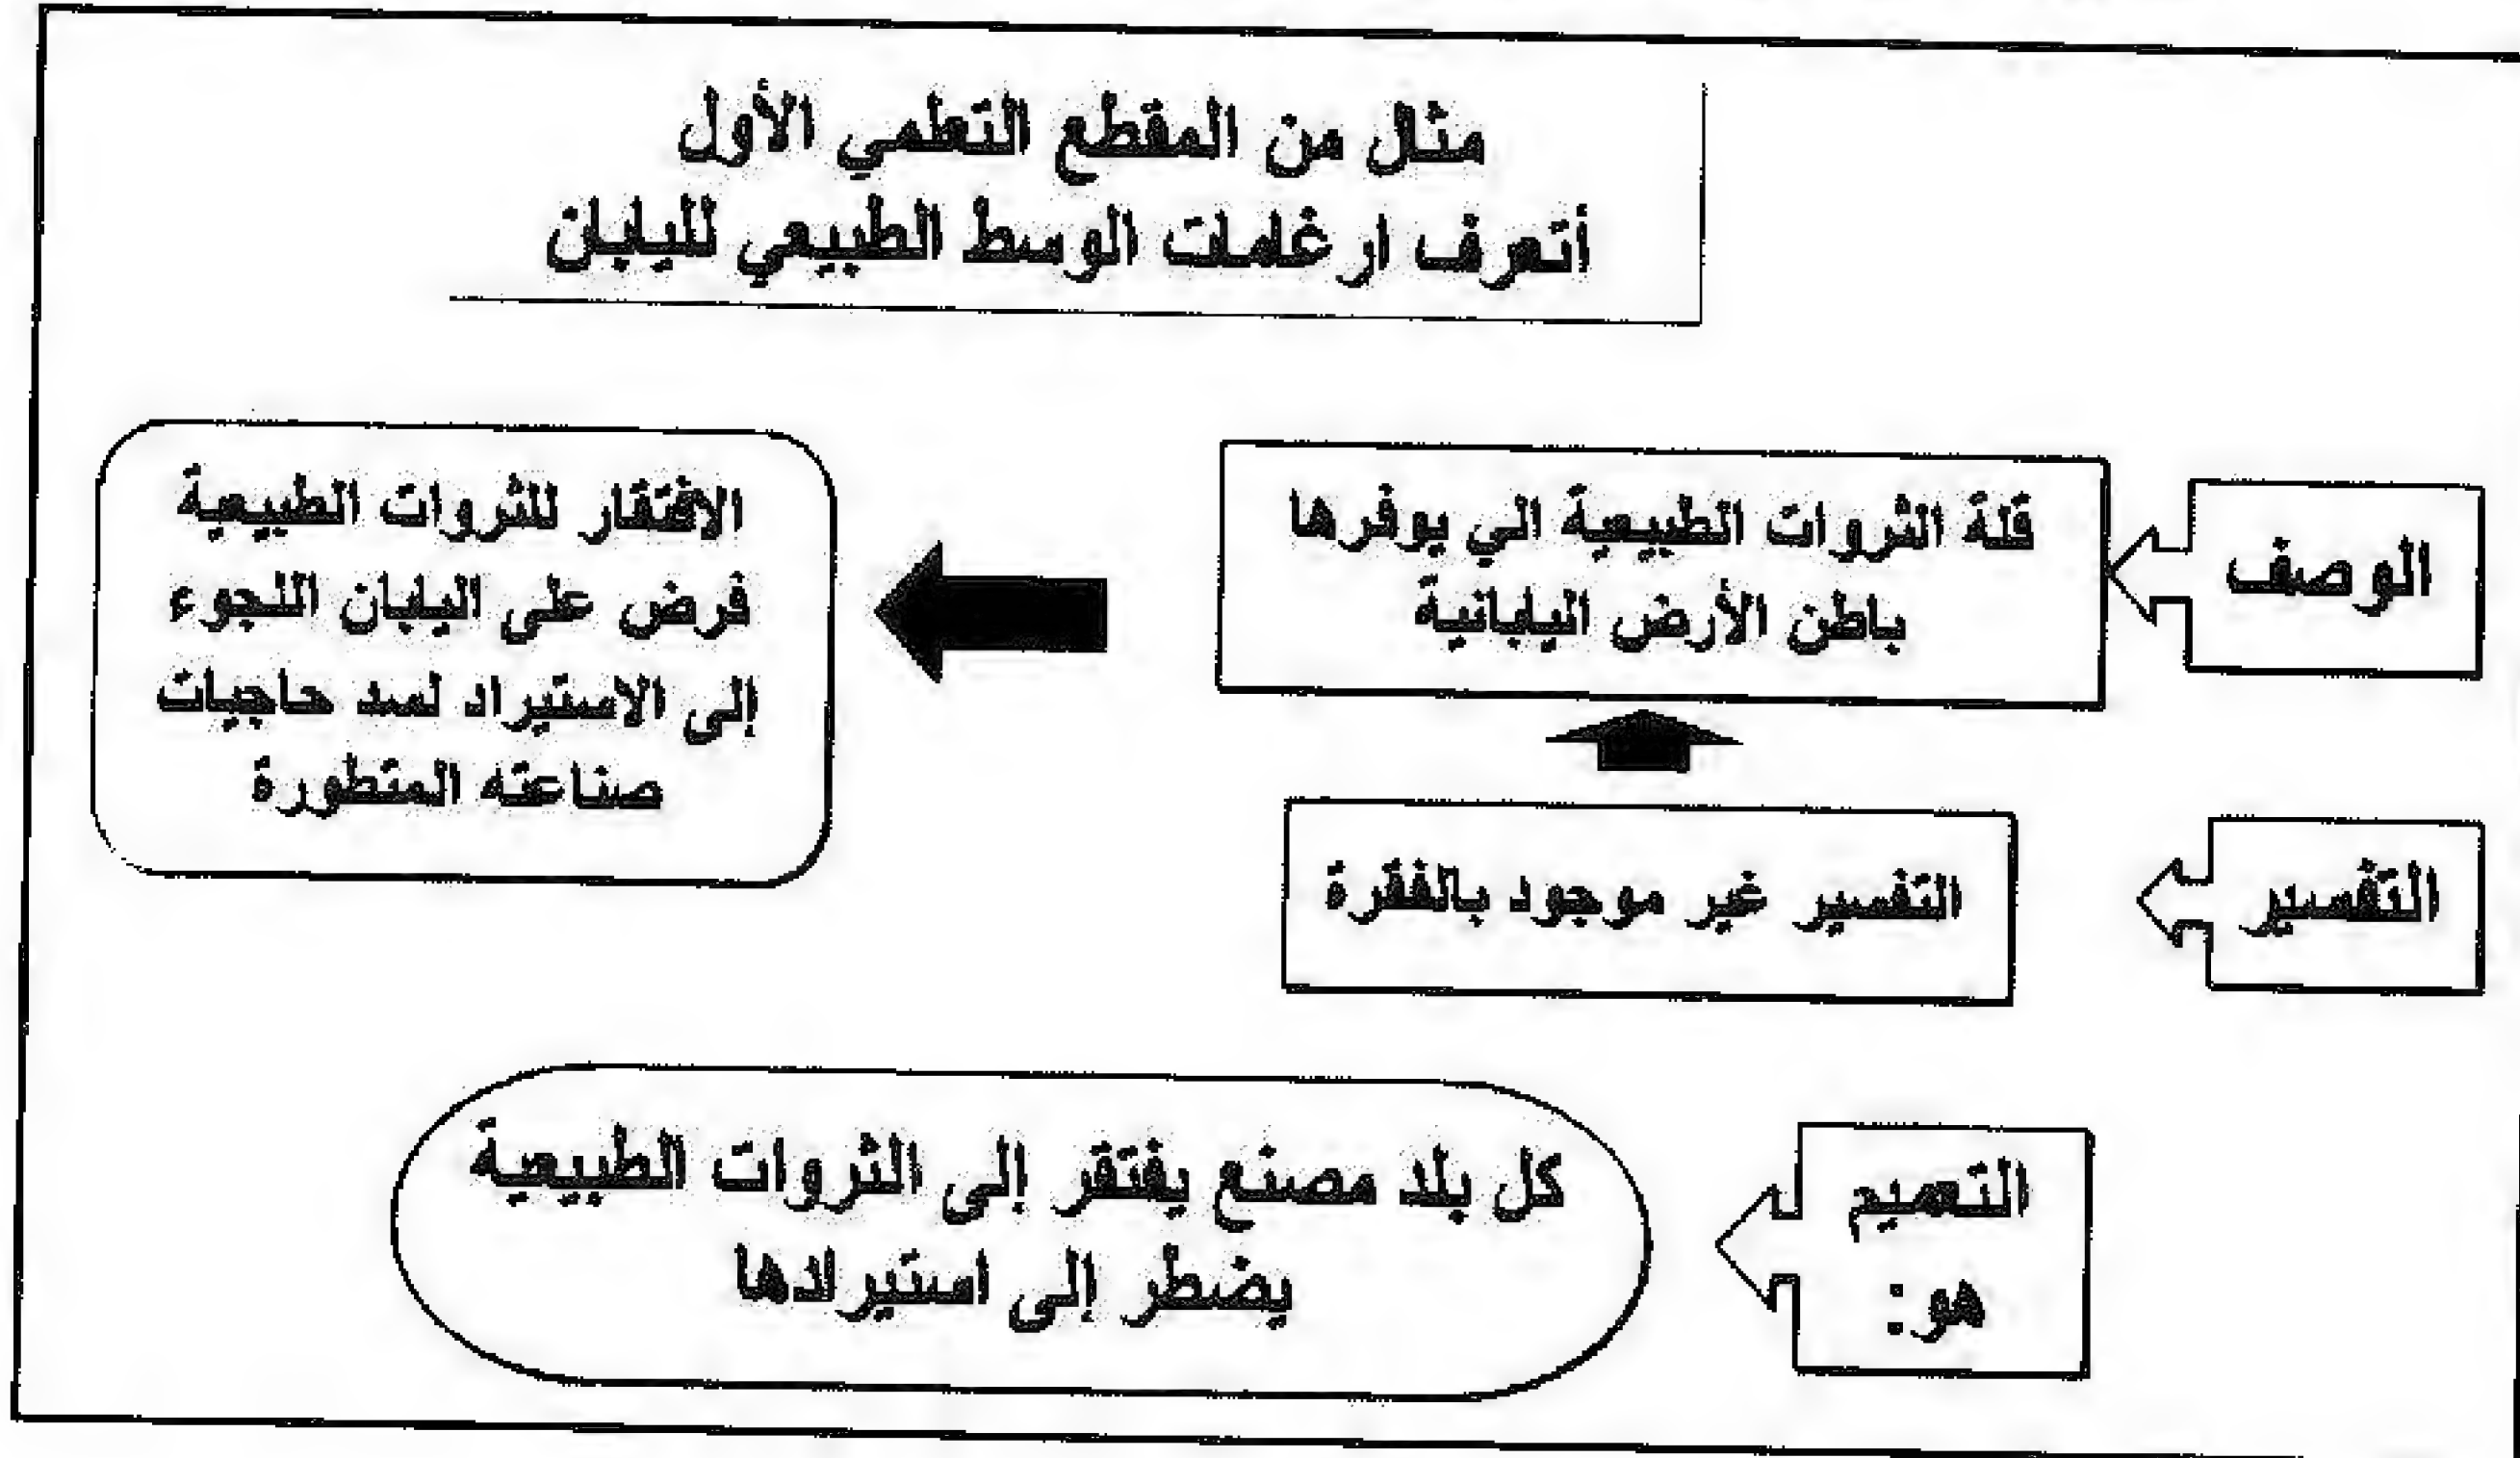 مثال من المقطع التعلمي الأول
أتعرف ارغامات الوسط الطبيعي لليابان
الوصف
قلة الثروات الطبيعية الي يوفرها
باطن الأرض اليابانية
الافتقار للثروات الطبيعية
فرض على اليابان اللجوء
إلى الاستيراد لسد حاجيات
صناعته المتطورة
التفسير
التفسير غير موجود بالفقرة
التعميم
هو:
كل بلد مصنع يفتقر إلى الثروات الطبيعية
يضطر إلى استيرادها